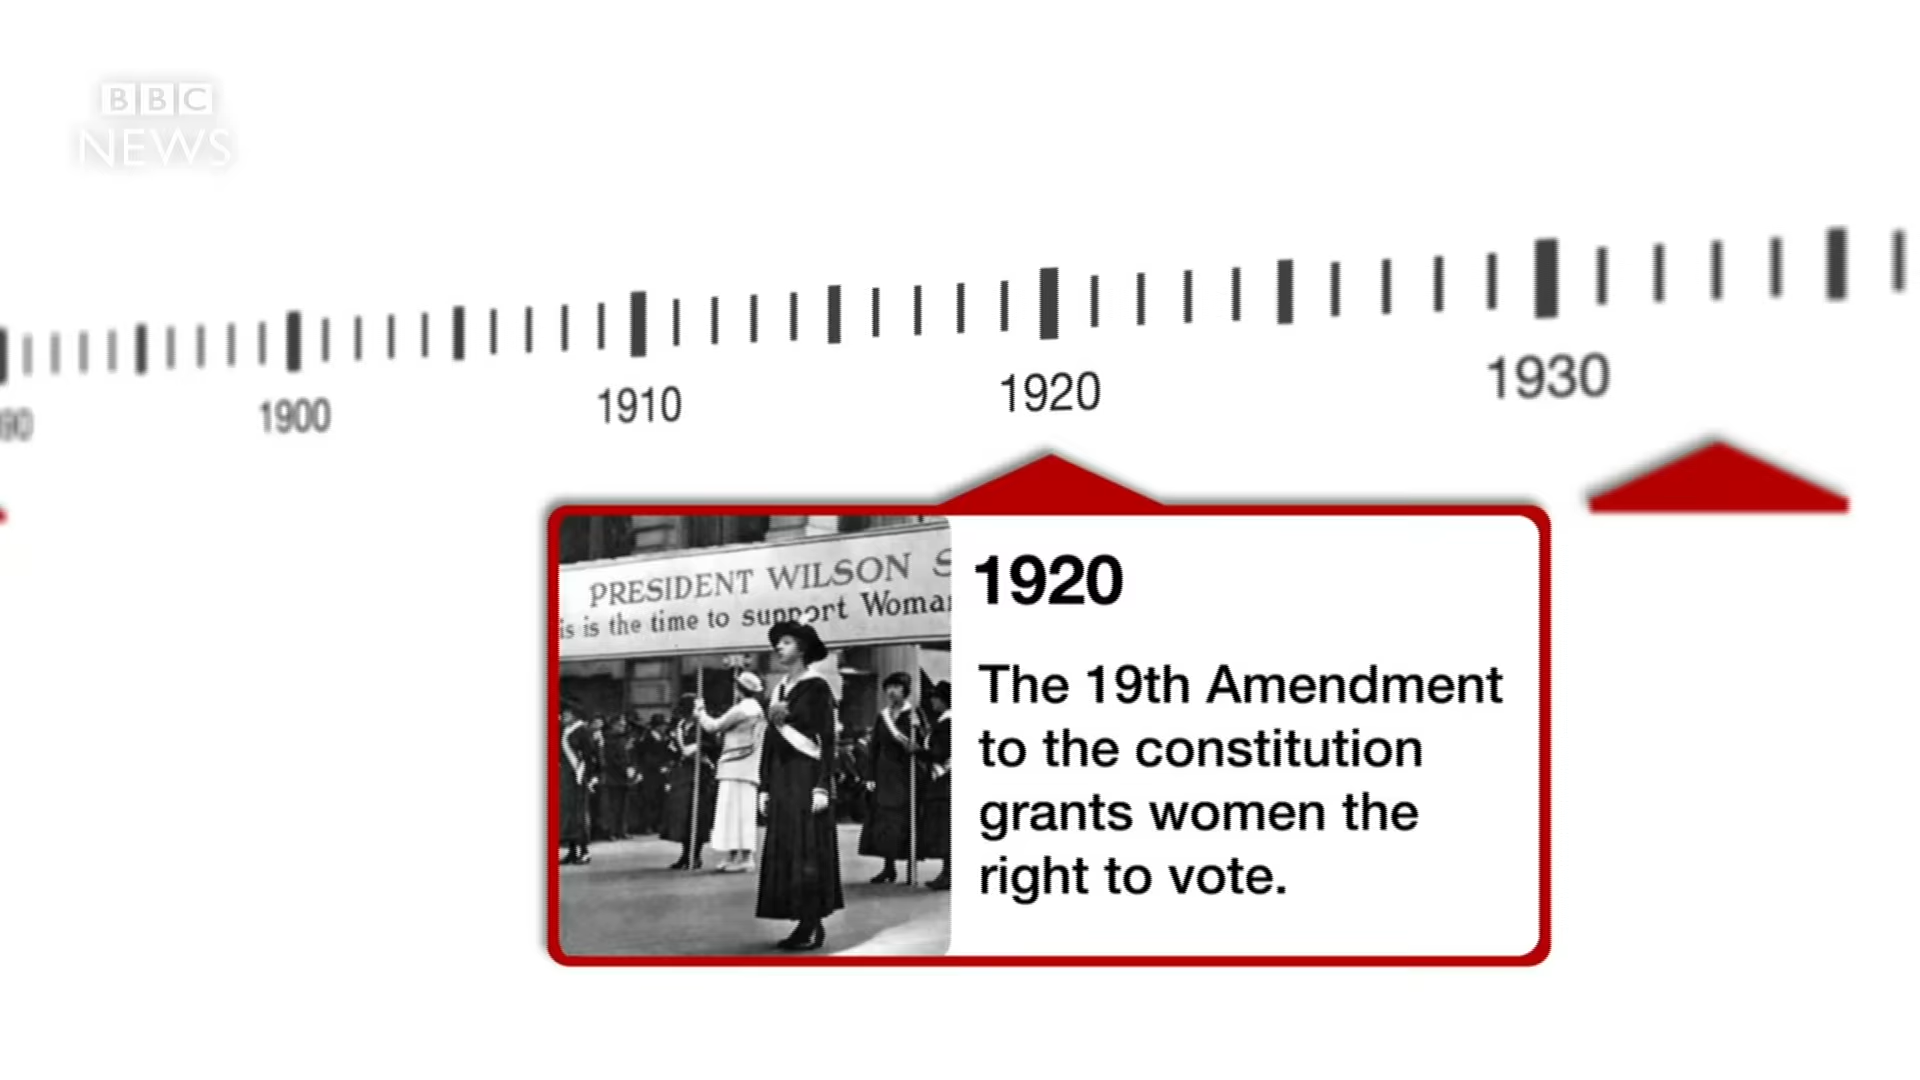 BBC
NEWS
1900
1910
1920
1930
PRESIDENT WILSON
is is the time to support
1920
The 19th Amendment
to the constitution
grants women the
right to vote.